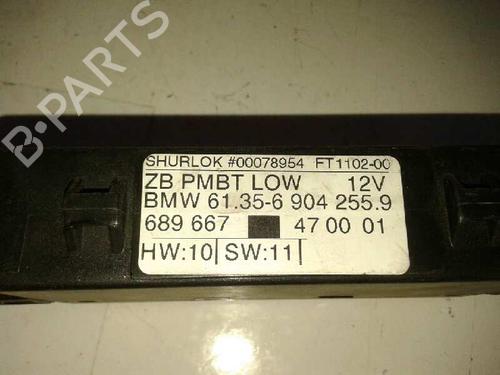 B-PARTS
SHURLOK #00078954 FT1102-00
ZB PMBT LOW 12V
BMW 61.35-6 904 255.9
689 667 47 00 01
HW:10 SW:11